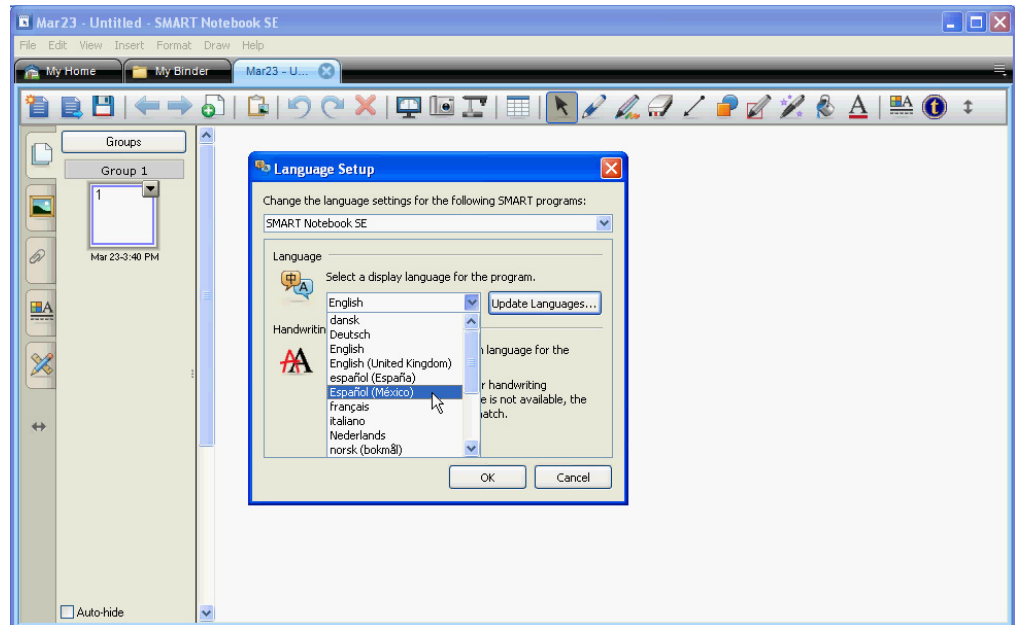 Mar23 - Untitled - SMART Notebook SE
File Edit View Insert Format Draw Help
My Home My Binder Mar23 - U...
Groups
Group 1
1
Mar 23-3:40 PM
Auto-hide
Language Setup
Change the language settings for the following SMART programs:
SMART Notebook SE
Language
Select a display language for the program.
English
Update Languages...
dansk
Deutsch
English
English (United Kingdom)
español (España)
Español (México)
français
italiano
Nederlands
norsk (bokmål)
language for the
handwriting
is not available, the
OK Cancel